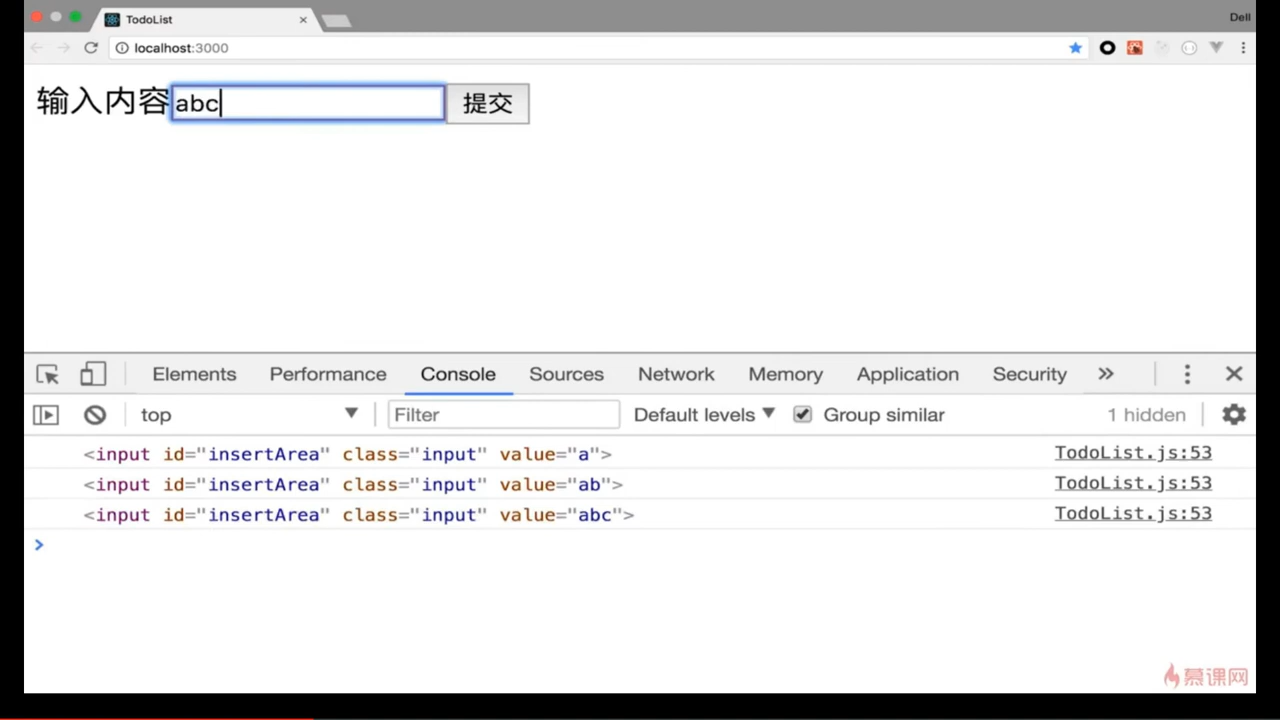 TodoList
Dell
localhost:3000
输入内容 abc 提交
Elements Performance Console Sources Network Memory Application Security
top Filter Default levels Group similar 1 hidden
<input id="insertArea" class="input" value="a"> TodoList.js:53
<input id="insertArea" class="input" value="ab"> TodoList.js:53
<input id="insertArea" class="input" value="abc"> TodoList.js:53
慕课网